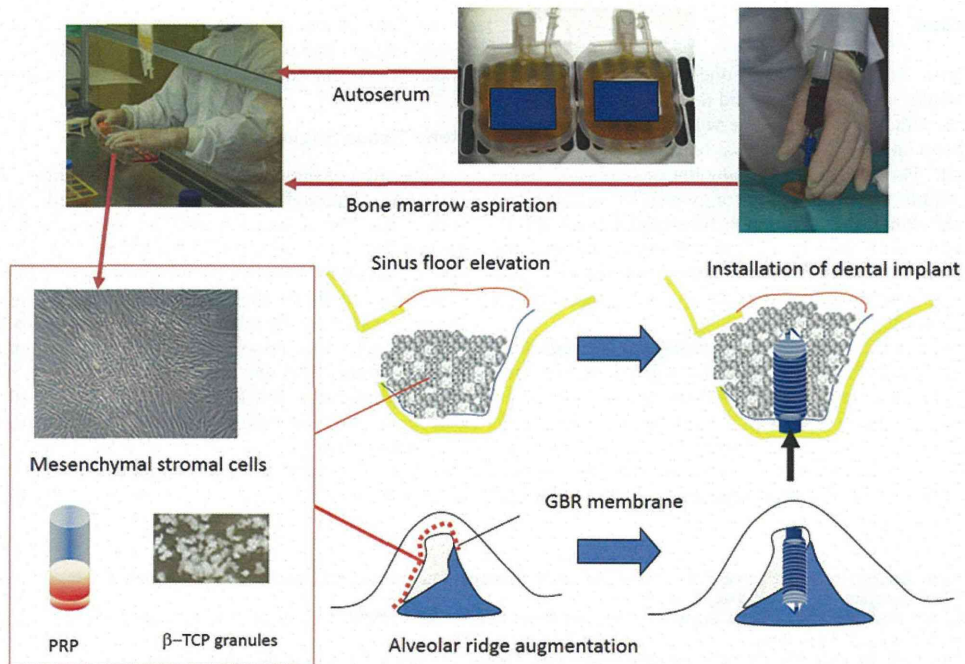 Autoserum
Bone marrow aspiration
Sinus floor elevation
Installation of dental implant
Mesenchymal stromal cells
GBR membrane
PRP
β–TCP granules
Alveolar ridge augmentation